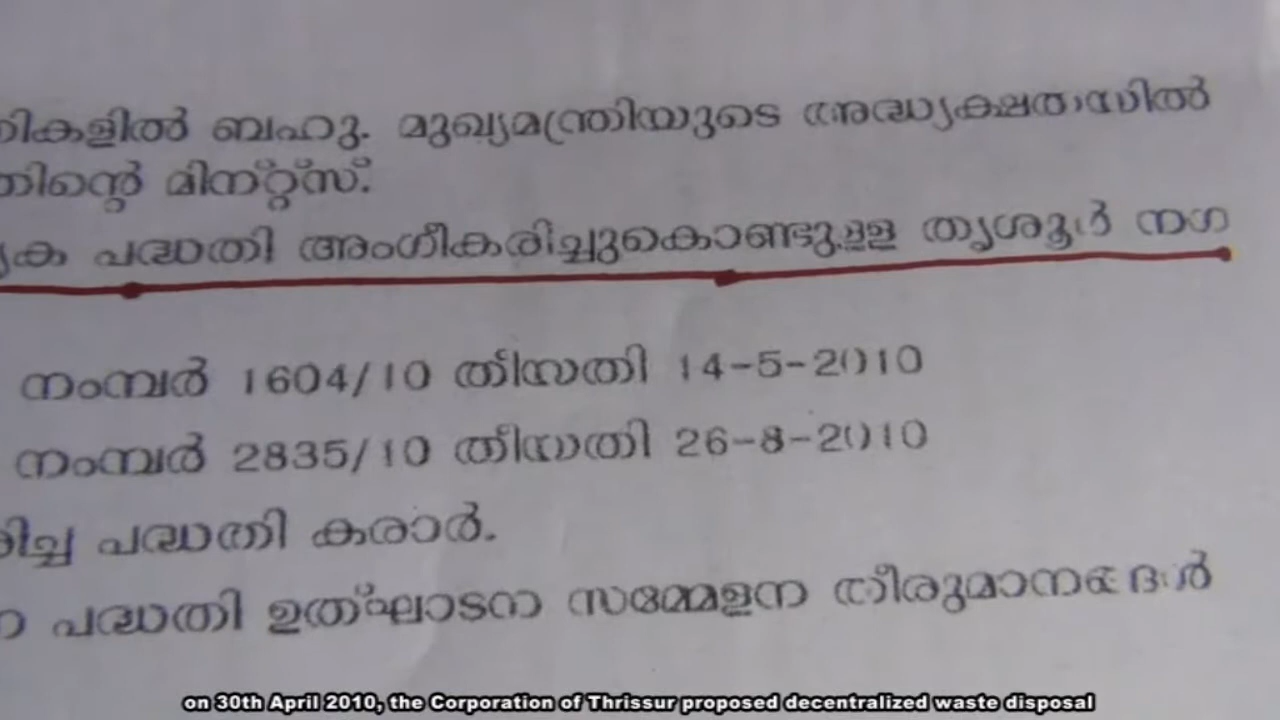 തികളിൽ ബഹു. മുഖ്യമന്ത്രിയുടെ അദ്ധ്യക്ഷതയിൽ
ത്തിന്റെ മിനിറ്റ്സ്.
പദ്ധതി അംഗീകരിച്ചുകൊണ്ടുള്ള തൃശൂർ നഗ
നംമ്പർ 1604/10 തീയതി 14-5-2010
നംമ്പർ 2835/10 തീയതി 26-8-2010
രിച്ച പദ്ധതി കരാർ.
പദ്ധതി ഉത്ഘാടന സമ്മേളന തീരുമാനങ്ങൾ
on 30th April 2010, the Corporation of Thrissur proposed decentralized waste disposal